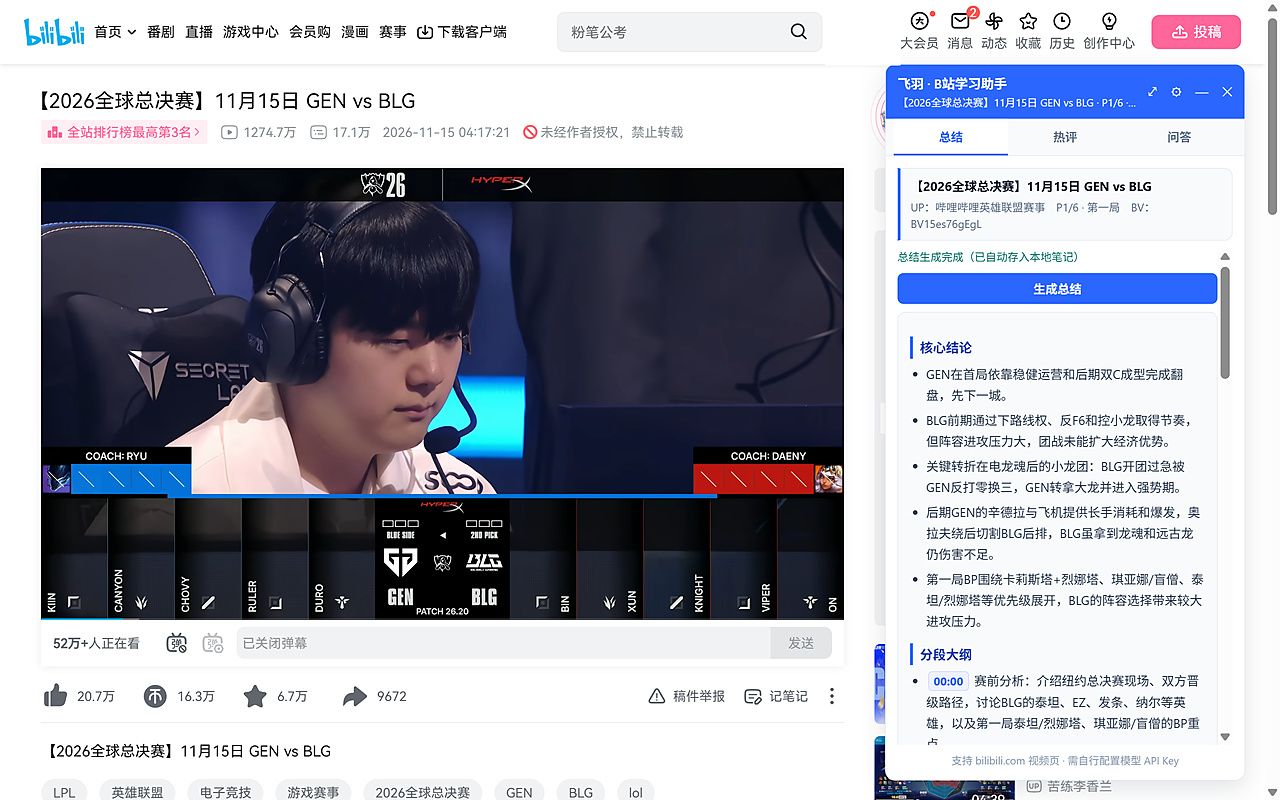 bilibili
首页
番剧
直播
游戏中心
会员购
漫画
赛事
下载客户端
粉笔公考
大会员
2
消息
动态
收藏
历史
创作中心
投稿
【2026全球总决赛】11月15日 GEN vs BLG
全站排行榜最高第3名
1274.7万
17.1万
2026-11-15 04:17:21
未经作者授权，禁止转载
26
HYPERX
SECRET
LAB
COACH: RYU
COACH: DAENY
HYPERX
BLUE SIDE
2ND PICK
BLG
GEN
BLG
PATCH 26.20
KIIN
CANYON
CHOVY
RULER
DURO
BIN
XUN
KNIGHT
VIPER
ON
52万+人正在看
已关闭弹幕
发送
20.7万
16.3万
6.7万
9672
稿件举报
记笔记
【2026全球总决赛】11月15日 GEN vs BLG
LPL
英雄联盟
电子竞技
游戏赛事
2026全球总决赛
GEN
BLG
lol
飞羽 · B站学习助手
【2026全球总决赛】11月15日 GEN vs BLG · P1/6 ·...
总结
热评
问答
【2026全球总决赛】11月15日 GEN vs BLG
UP：哔哩哔哩英雄联盟赛事 P1/6 · 第一局 BV：
BV15es76gEgL
总结生成完成（已自动存入本地笔记）
生成总结
核心结论
GEN在首局依靠稳健运营和后期双C成型完成翻
盘，先下一城。
BLG前期通过下路线权、反F6和控小龙取得节奏，
但阵容进攻压力大，团战未能扩大经济优势。
关键转折在电龙魂后的小龙团：BLG开团过急被
GEN反打零换三，GEN转拿大龙并进入强势期。
后期GEN的辛德拉与飞机提供长手消耗和爆发，奥
拉夫绕后切割BLG后排，BLG虽拿到龙魂和远古龙
仍伤害不足。
第一局BP围绕卡莉斯塔+烈娜塔、琪亚娜/盲僧、泰
坦/烈娜塔等优先级展开，BLG的阵容选择带来较大
进攻压力。
分段大纲
00:00 赛前分析：介绍纽约总决赛现场、双方晋
级路径，讨论BLG的泰坦、EZ、发条、纳尔等英
雄，以及第一局泰坦/烈娜塔、琪亚娜/盲僧的BP重
点
支持 bilibili.com 视频页 · 需自行配置模型 API Key
UP 苦练李香兰